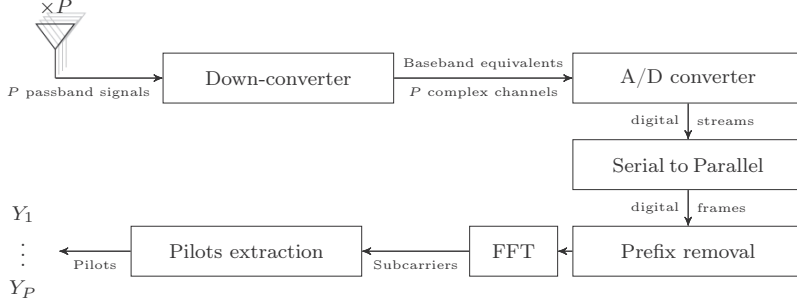 ×P
P passband signals
Down-converter
Baseband equivalents
P complex channels
A/D converter
digital streams
Serial to Parallel
digital frames
Prefix removal
FFT
Subcarriers
Pilots extraction
Pilots
Y₁
⋮
Y_P